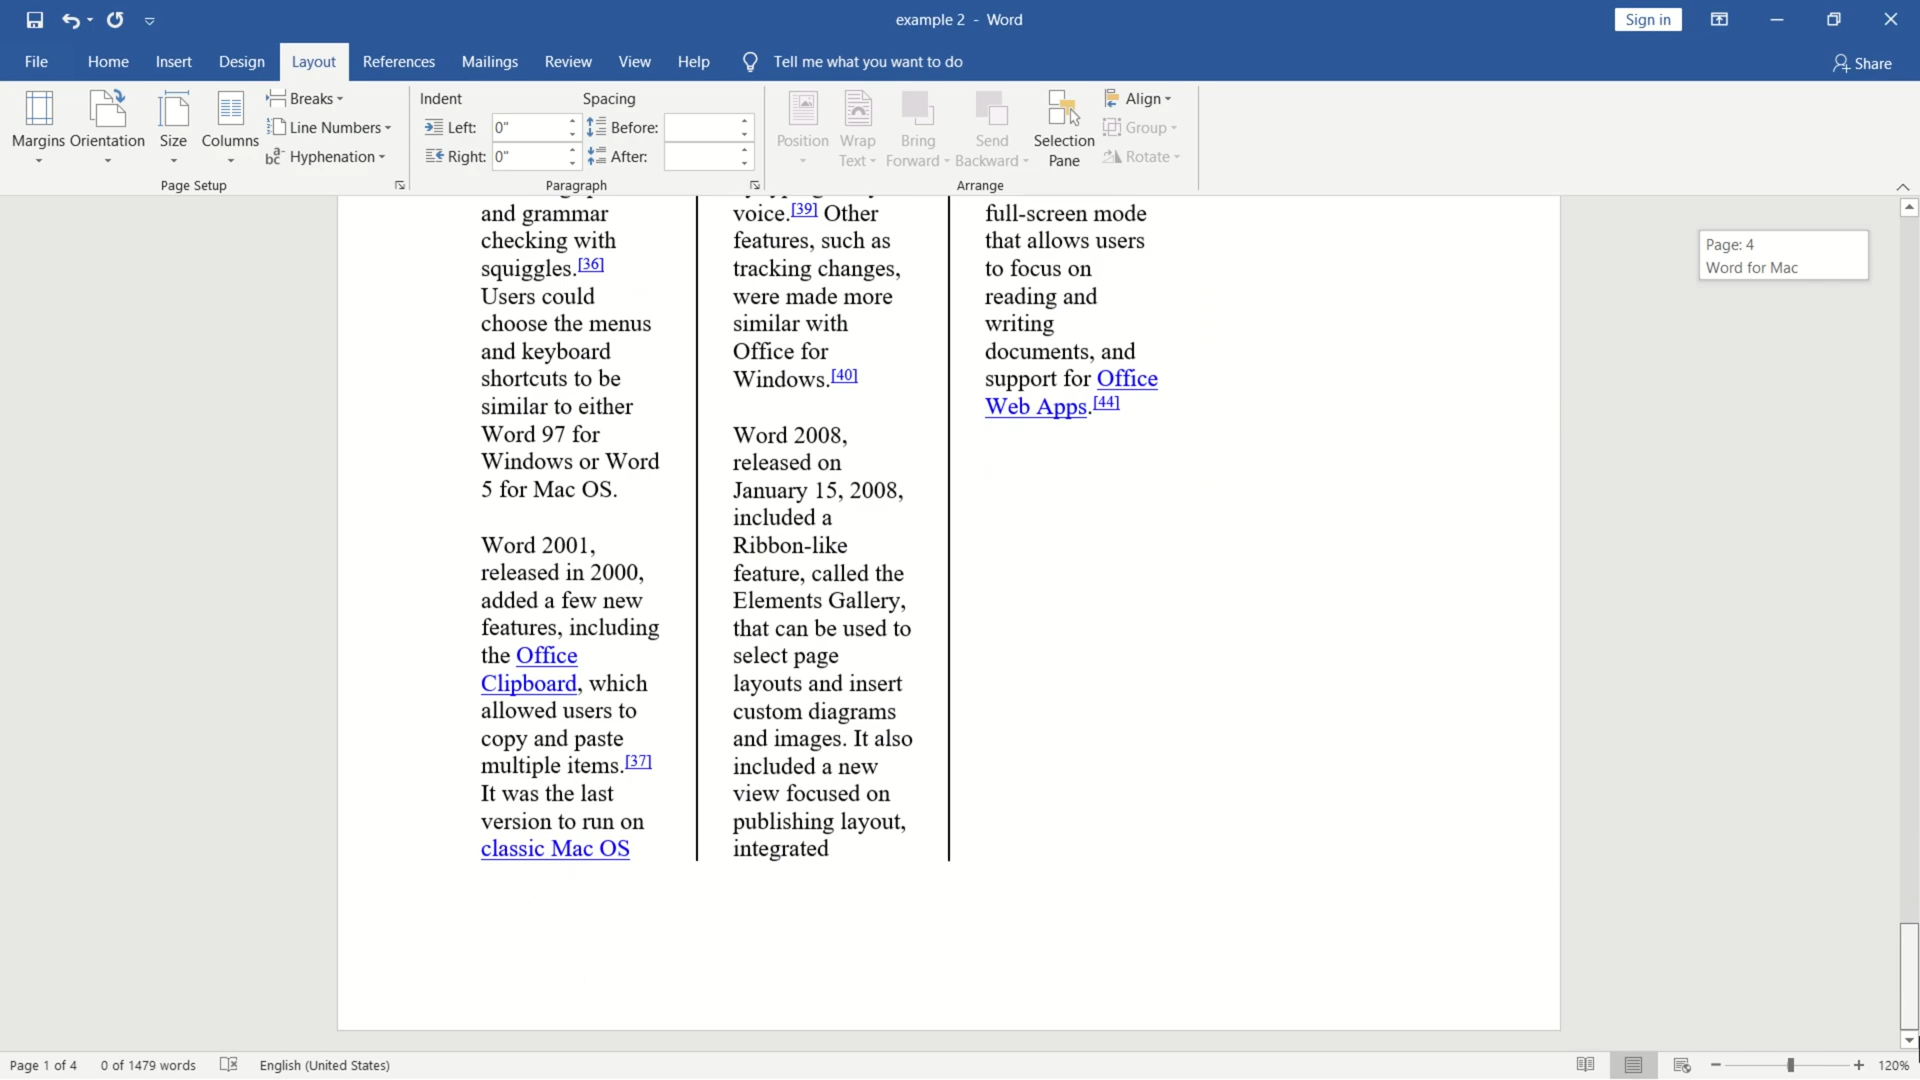 example 2 - Word
Sign in
File Home Insert Design Layout References Mailings Review View Help Tell me what you want to do
Share
Margins
Orientation
Size
Columns
Breaks
Line Numbers
Hyphenation
Page Setup
Indent
Left: 0"
Right: 0"
Spacing
Before:
After:
Paragraph
Position
Wrap
Text
Bring
Forward
Send
Backward
Selection
Pane
Align
Group
Rotate
Arrange
and grammar
checking with
squiggles.[36]
Users could
choose the menus
and keyboard
shortcuts to be
similar to either
Word 97 for
Windows or Word
5 for Mac OS.
Word 2001,
released in 2000,
added a few new
features, including
the Office
Clipboard, which
allowed users to
copy and paste
multiple items.[37]
It was the last
version to run on
classic Mac OS
voice.[39] Other
features, such as
tracking changes,
were made more
similar with
Office for
Windows.[40]
Word 2008,
released on
January 15, 2008,
included a
Ribbon-like
feature, called the
Elements Gallery,
that can be used to
select page
layouts and insert
custom diagrams
and images. It also
included a new
view focused on
publishing layout,
integrated
full-screen mode
that allows users
to focus on
reading and
writing
documents, and
support for Office
Web Apps.[44]
Page: 4
Word for Mac
Page 1 of 4 0 of 1479 words English (United States) 120%